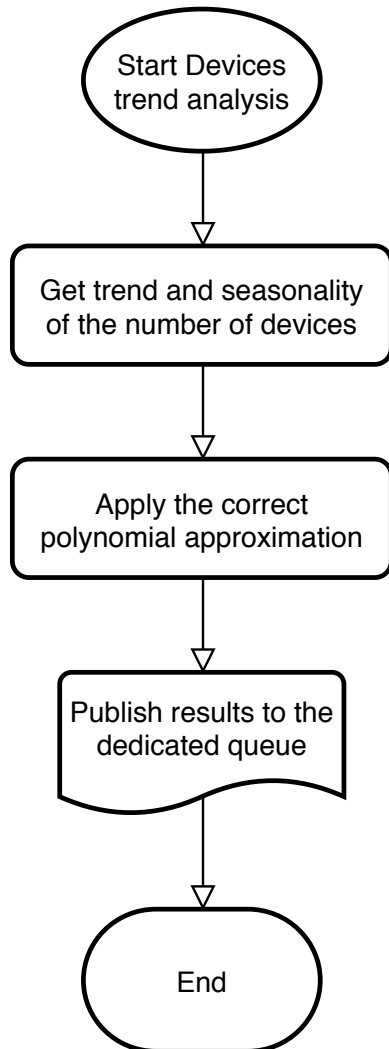 Start Devices
trend analysis
Get trend and seasonality
of the number of devices
Apply the correct
polynomial approximation
Publish results to the
dedicated queue
End